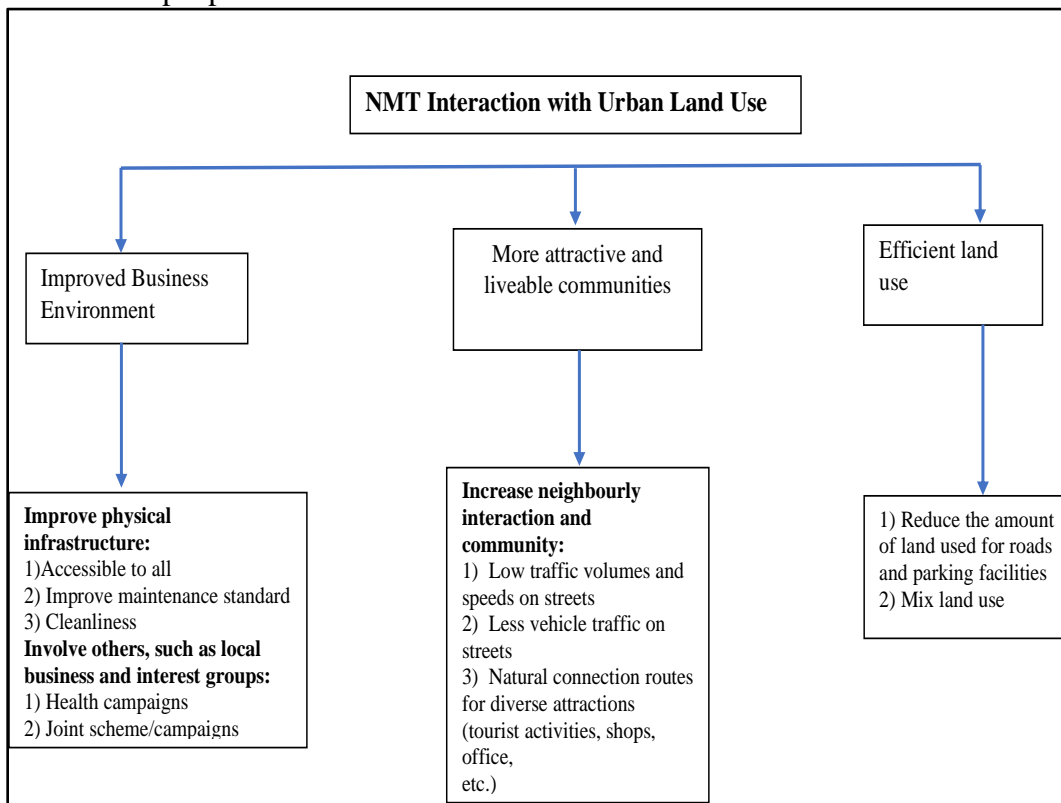 NMT Interaction with Urban Land Use
Improved Business
Environment
More attractive and
liveable communities
Efficient land
use
Improve physical
infrastructure:
1)Accessible to all
2) Improve maintenance standard
3) Cleanliness
Involve others, such as local
business and interest groups:
1) Health campaigns
2) Joint scheme/campaigns
Increase neighbourly
interaction and
community:
1) Low traffic volumes and
speeds on streets
2) Less vehicle traffic on
streets
3) Natural connection routes
for diverse attractions
(tourist activities, shops,
office,
etc.)
1) Reduce the amount
of land used for roads
and parking facilities
2) Mix land use